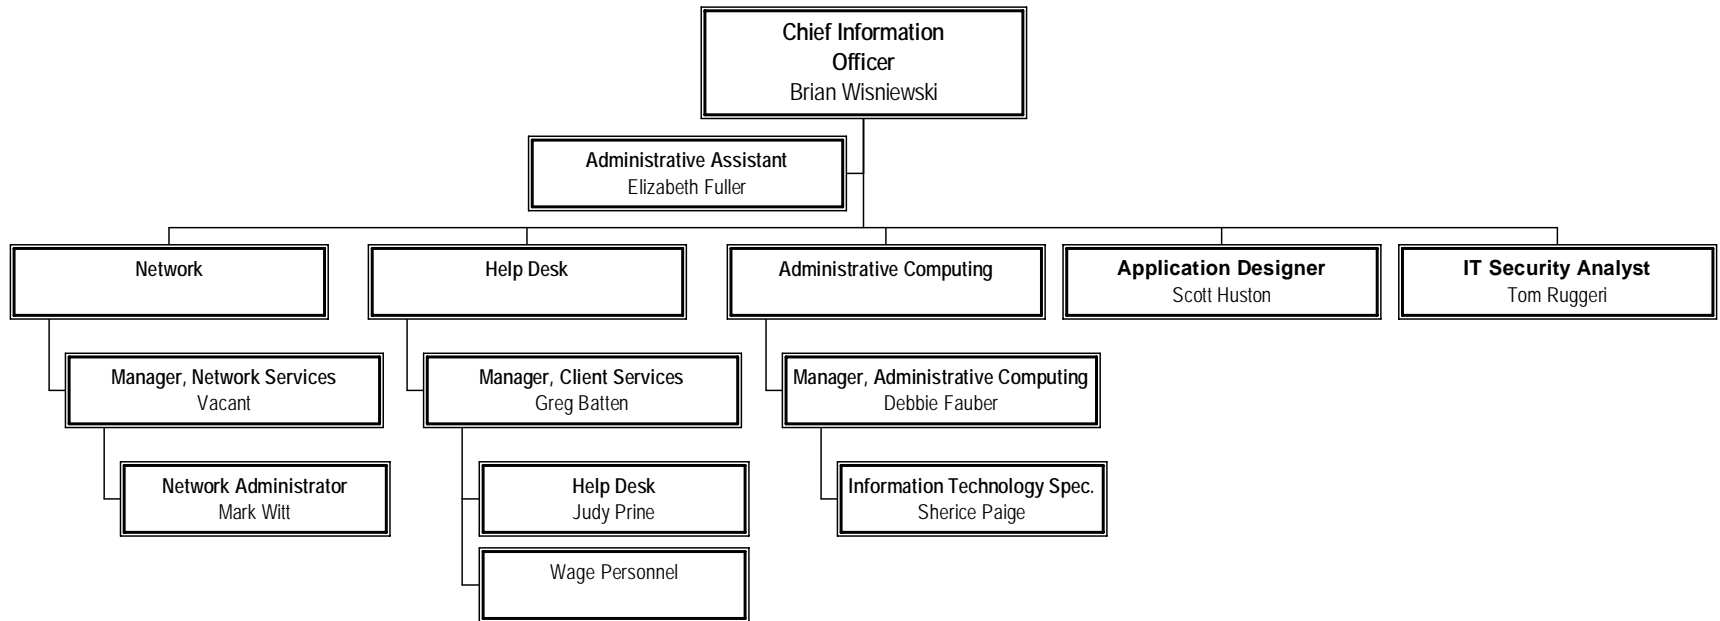 Chief Information
Officer
Brian Wisniewski
Administrative Assistant
Elizabeth Fuller
Network
Help Desk
Administrative Computing
Application Designer
Scott Huston
IT Security Analyst
Tom Ruggeri
Manager, Network Services
Vacant
Manager, Client Services
Greg Batten
Manager, Administrative Computing
Debbie Fauber
Network Administrator
Mark Witt
Help Desk
Judy Prine
Information Technology Spec.
Sherice Paige
Wage Personnel